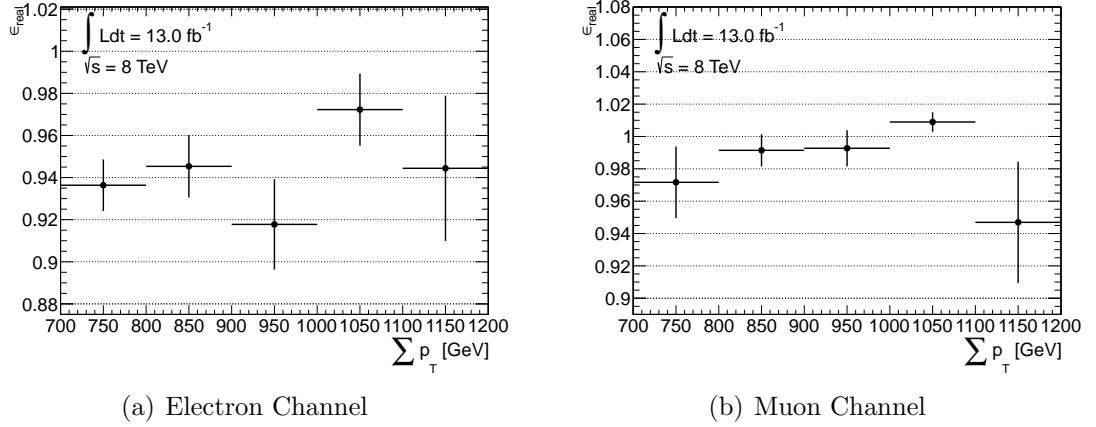 ϵreal
1.02
1
0.98
0.96
0.94
0.92
0.9
0.88
∫ Ldt = 13.0 fb-1
√s = 8 TeV
700 750 800 850 900 950 1000 1050 1100 1150 1200
∑ pT [GeV]
(a) Electron Channel
ϵreal
1.08
1.06
1.04
1.02
1
0.98
0.96
0.94
0.92
0.9
∫ Ldt = 13.0 fb-1
√s = 8 TeV
700 750 800 850 900 950 1000 1050 1100 1150 1200
∑ pT [GeV]
(b) Muon Channel